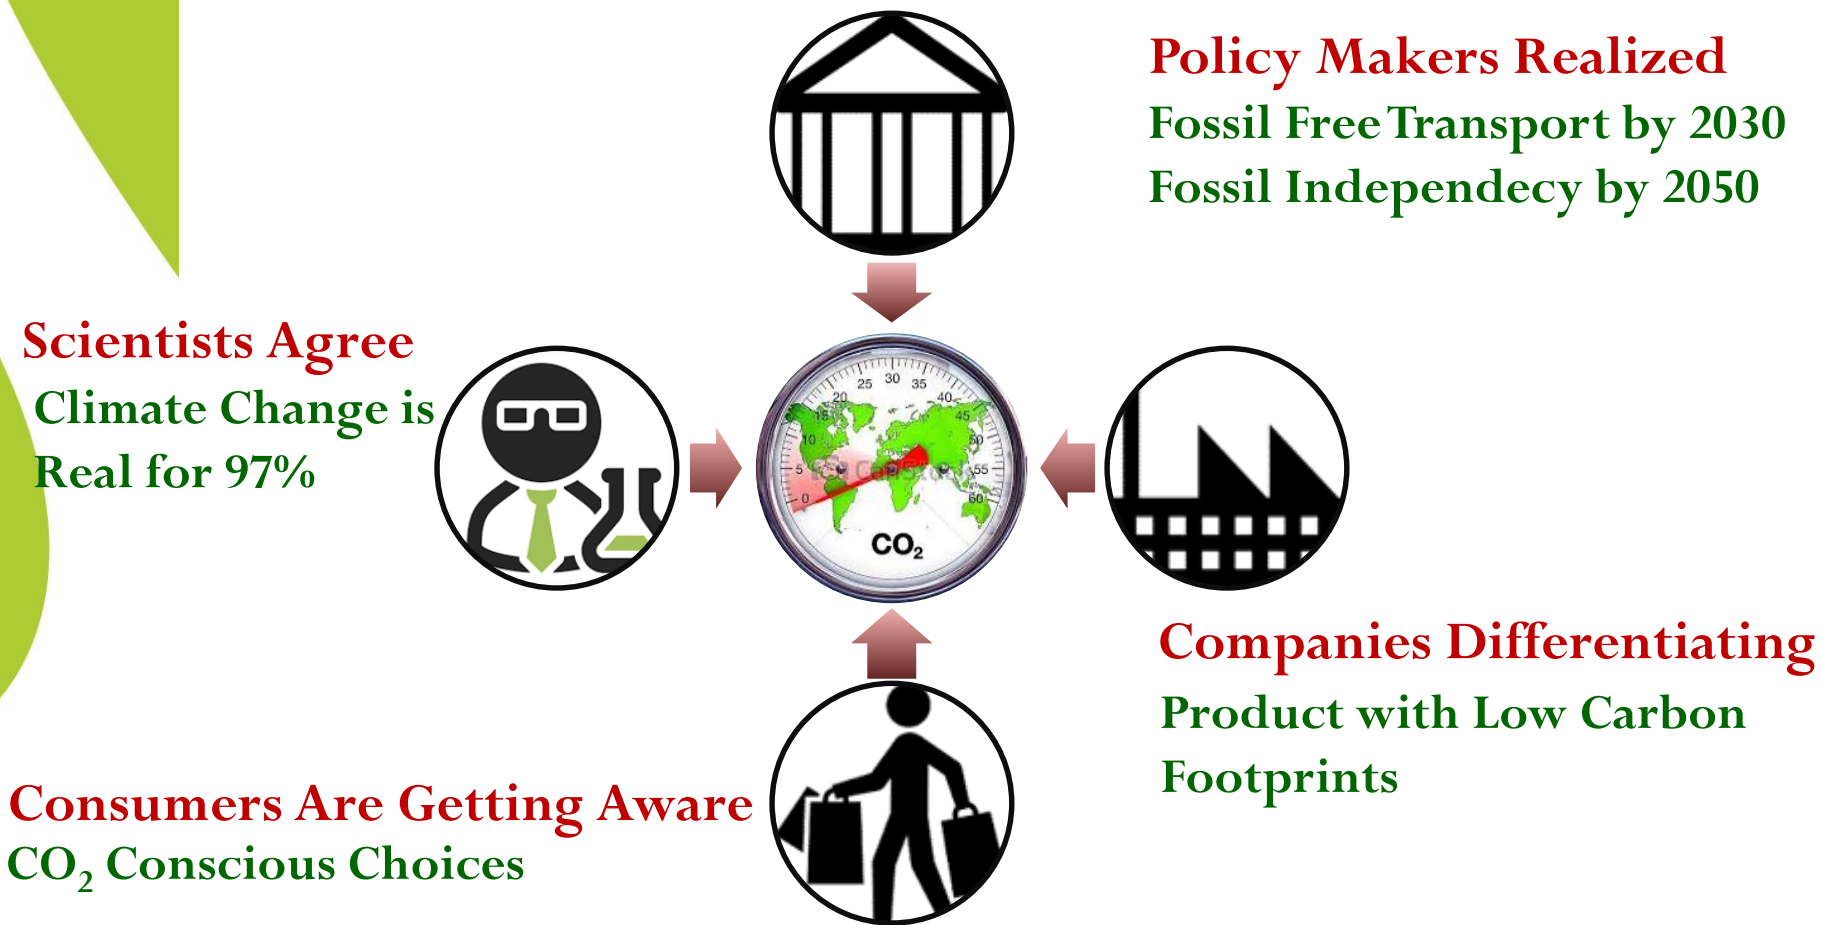 Policy Makers Realized
Fossil Free Transport by 2030
Fossil Independecy by 2050
Scientists Agree
Climate Change is
Real for 97%
0
5
10
15
20
25
30
35
40
45
50
55
60
CO₂
Companies Differentiating
Product with Low Carbon
Footprints
Consumers Are Getting Aware
CO₂ Conscious Choices